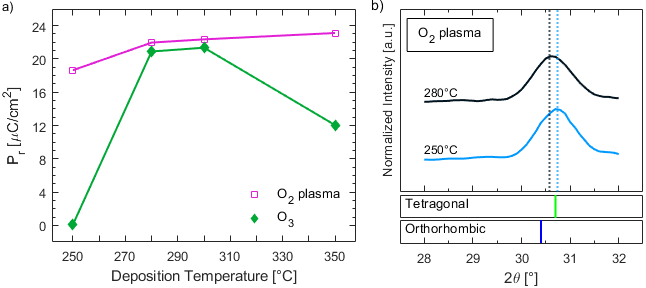 a)
P_r [μC/cm²]
24
20
16
12
8
4
0
O₂ plasma
O₃
250 270 290 310 330 350
Deposition Temperature [°C]
b)
Normalized Intensity [a.u.]
O₂ plasma
280°C
250°C
Tetragonal
Orthorhombic
28 29 30 31 32
2θ [°]